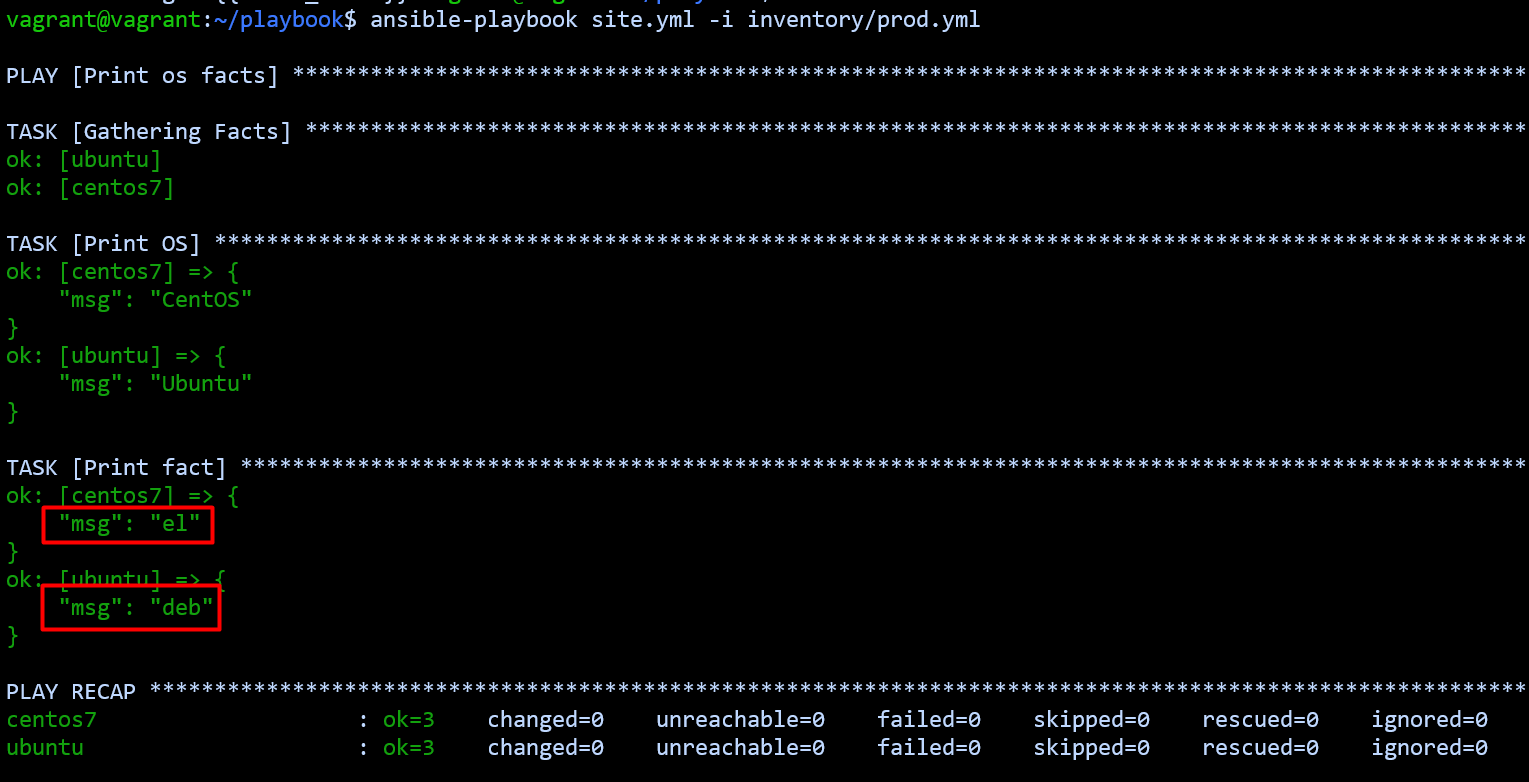 vagrant@vagrant:~/playbook$ ansible-playbook site.yml -i inventory/prod.yml
PLAY [Print os facts] ***********************************************************************************************
TASK [Gathering Facts] **********************************************************************************************
ok: [ubuntu]
ok: [centos7]
TASK [Print OS] *****************************************************************************************************
ok: [centos7] => {
    "msg": "CentOS"
}
ok: [ubuntu] => {
    "msg": "Ubuntu"
}
TASK [Print fact] ***************************************************************************************************
ok: [centos7] => {
    "msg": "el"
}
ok: [ubuntu] => {
    "msg": "deb"
}
PLAY RECAP **********************************************************************************************************
centos7                    : ok=3    changed=0    unreachable=0    failed=0    skipped=0    rescued=0    ignored=0
ubuntu                     : ok=3    changed=0    unreachable=0    failed=0    skipped=0    rescued=0    ignored=0